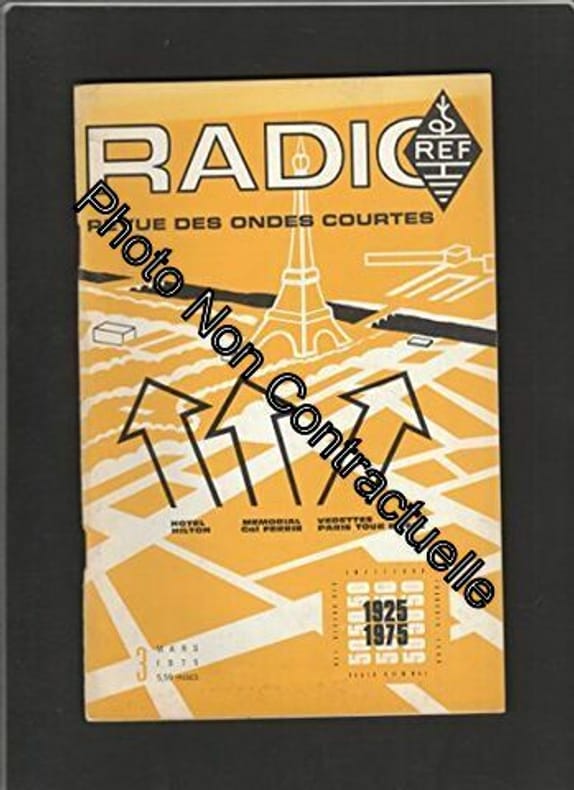 RADIO
REF
REVUE DES ONDES COURTES
Photo Non Contractuelle
HOTEL
HILTON
MEMORIAL
Gal FERRIE
VEDETTES
PARIS TOUR
1925
1975
3
MARS
1975